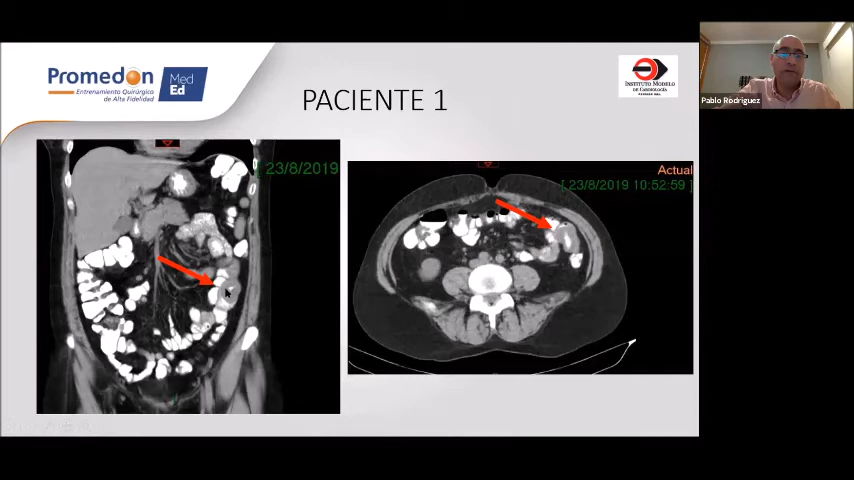 Promedon
Entrenamiento Quirúrgico
de Alta Fidelidad
Med
Ed
PACIENTE 1
INSTITUTO MODELO
DE CARDIOLOGÍA
Pablo Rodriguez
[ 23/8/2019
Actual
[ 23/8/2019 10:52:59]